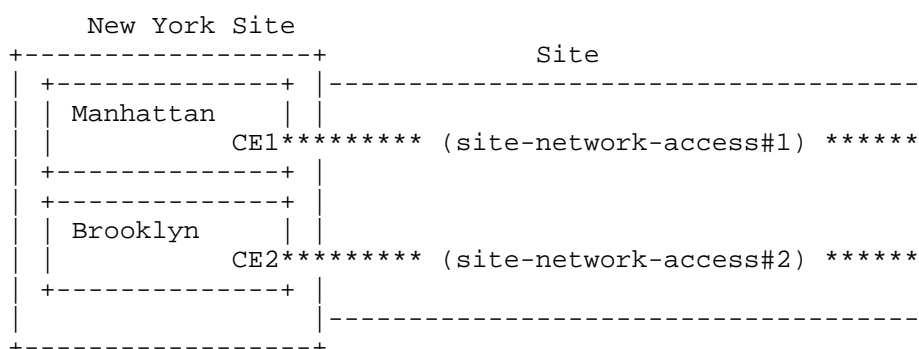 New York Site
+------------------+ Site
| +--------------+ |-------------------------------------
| | Manhattan | |
| | CE1********* (site-network-access#1) ******
| +--------------+ |
| +--------------+ |
| | Brooklyn | |
| | CE2********* (site-network-access#2) ******
| +--------------+ |
| |-------------------------------------
+------------------+